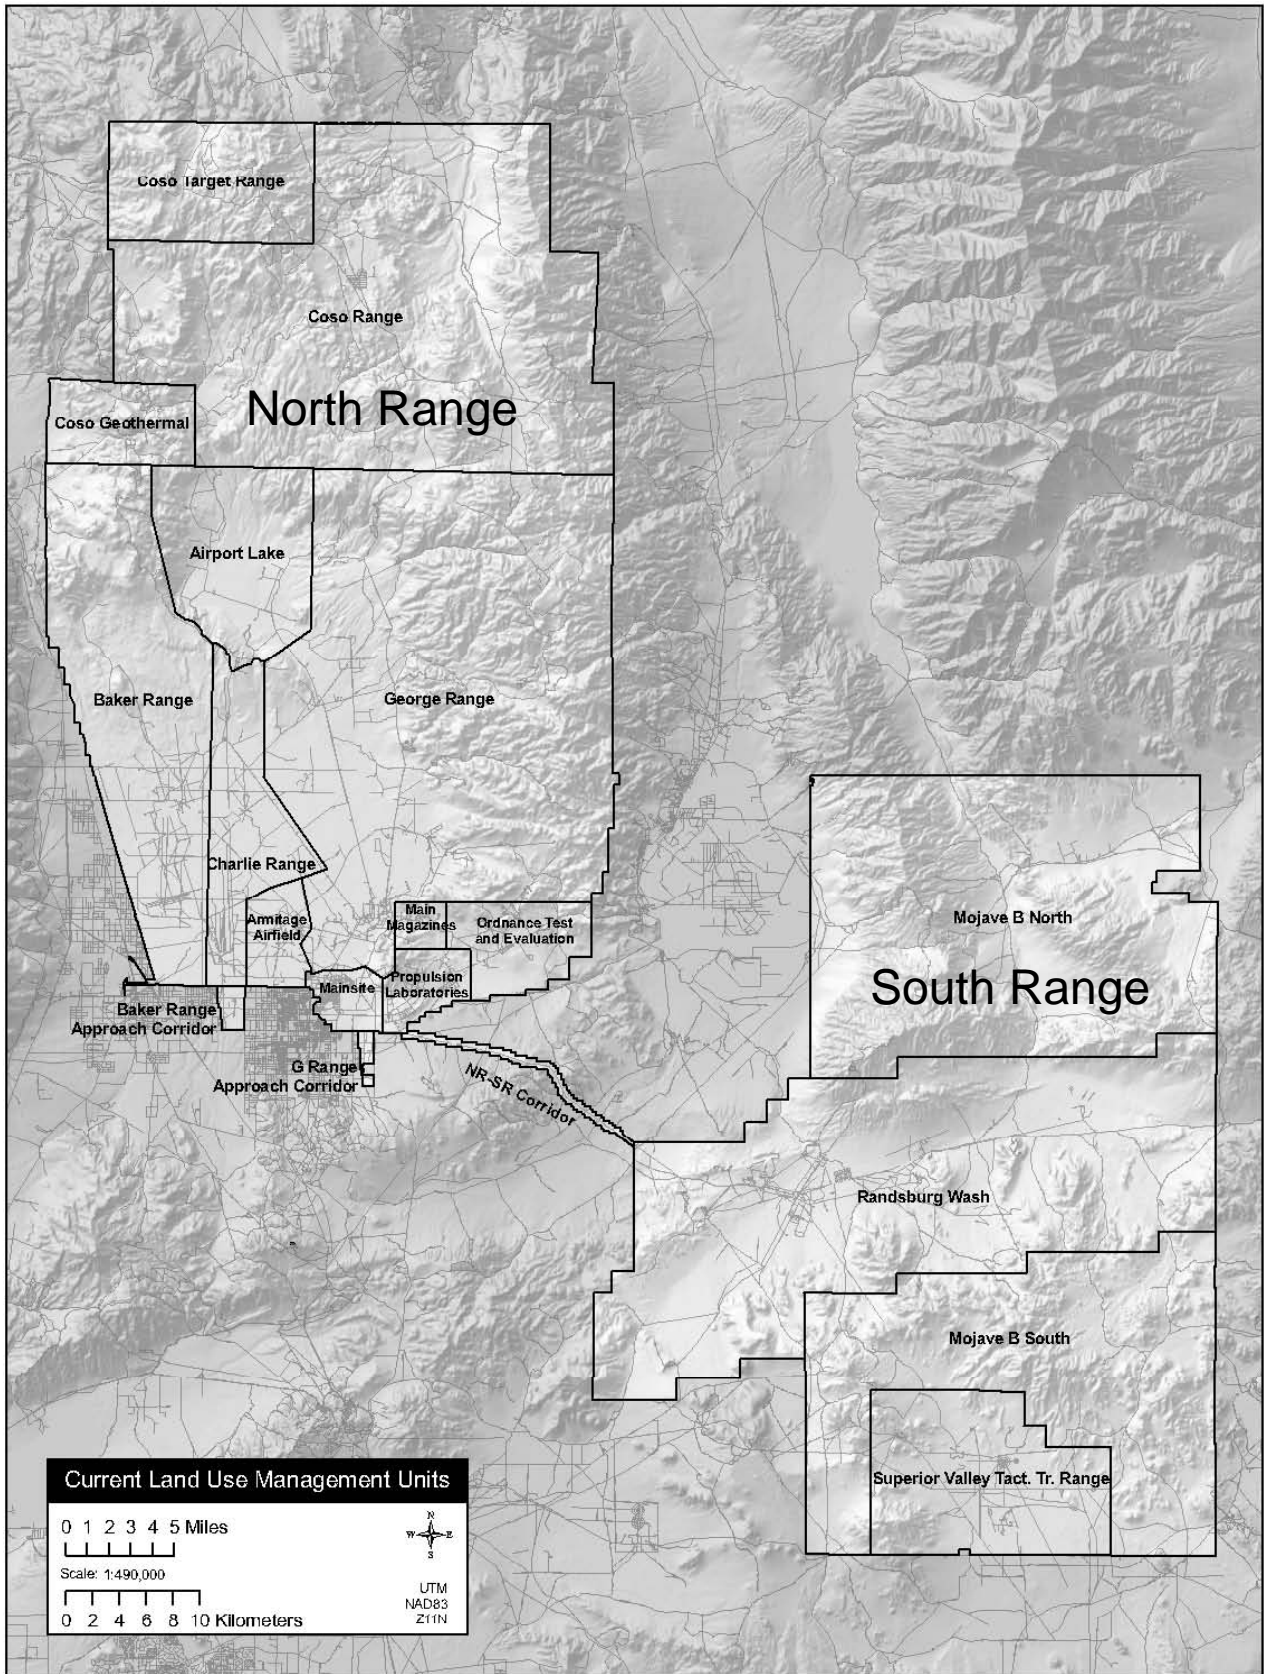 Coso Target Range
Coso Range
North Range
Coso Geothermal
Airport Lake
Baker Range
George Range
Charlie Range
Armitage
Airfield
Main
Magazines
Ordnance Test
and Evaluation
Mainsite
Propulsion
Laboratories
Baker Range
Approach Corridor
G Range
Approach Corridor
NR-SR Corridor
Mojave B North
South Range
Randsburg Wash
Mojave B South
Superior Valley Tact. Tr. Range
Current Land Use Management Units
0 1 2 3 4 5 Miles
Scale: 1:490,000
0 2 4 6 8 10 Kilometers
N
W E
S
UTM
NAD83
Z11N